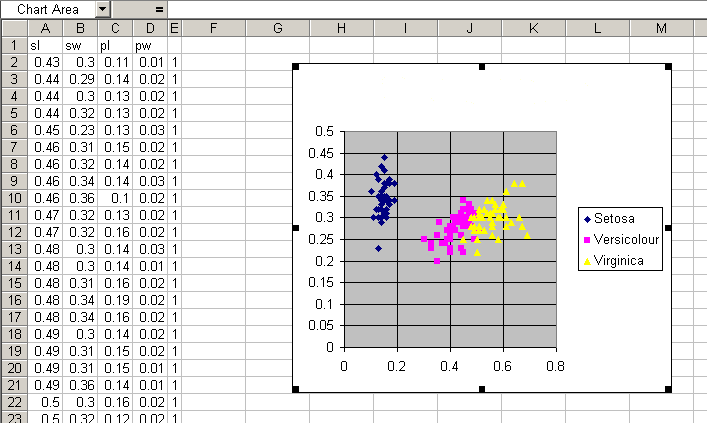 Chart Area =
A B C D E F G H I J K L M
1 sl sw pl pw
2 0.43 0.3 0.11 0.01 1
3 0.44 0.29 0.14 0.02 1
4 0.44 0.3 0.13 0.02 1
5 0.44 0.32 0.13 0.02 1
6 0.45 0.23 0.13 0.03 1
7 0.46 0.31 0.15 0.02 1
8 0.46 0.32 0.14 0.02 1
9 0.46 0.34 0.14 0.03 1
10 0.46 0.36 0.1 0.02 1
11 0.47 0.32 0.13 0.02 1
12 0.47 0.32 0.16 0.02 1
13 0.48 0.3 0.14 0.03 1
14 0.48 0.3 0.14 0.01 1
15 0.48 0.31 0.16 0.02 1
16 0.48 0.34 0.19 0.02 1
17 0.48 0.34 0.16 0.02 1
18 0.49 0.3 0.14 0.02 1
19 0.49 0.31 0.15 0.02 1
20 0.49 0.31 0.15 0.01 1
21 0.49 0.36 0.14 0.01 1
22 0.5 0.3 0.16 0.02 1
23 0.5 0.32 0.12 0.02 1
0.5
0.45
0.4
0.35
0.3
0.25
0.2
0.15
0.1
0.05
0
0 0.2 0.4 0.6 0.8
Setosa
Versicolour
Virginica